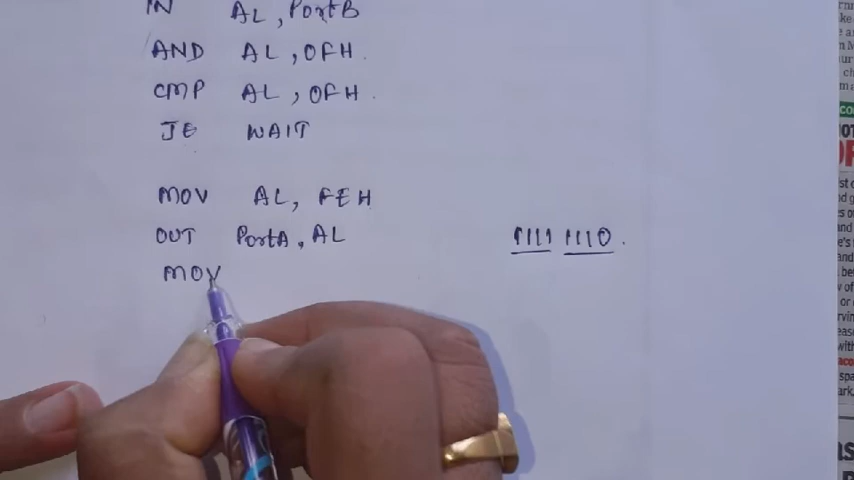 IN AL, PortB
AND AL, OFH.
CMP AL, OFH.
JE WAIT
MOV AL, FEH
OUT PortA, AL
1111 1110.
MOV